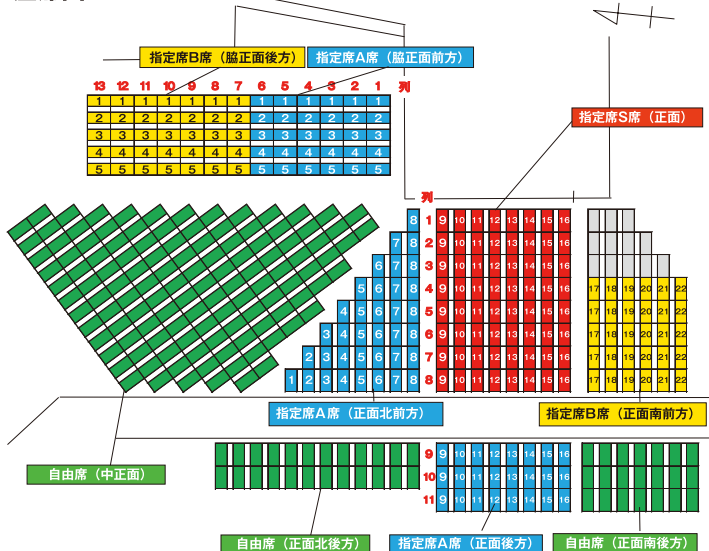 指定席B席（脇正面後方）
指定席A席（脇正面前方）
13 12 11 10 9 8 7 6 5 4 3 2 1 列
1 1 1 1 1 1 1 1 1 1 1 1 1
2 2 2 2 2 2 2 2 2 2 2 2 2
3 3 3 3 3 3 3 3 3 3 3 3 3
4 4 4 4 4 4 4 4 4 4 4 4 4
5 5 5 5 5 5 5 5 5 5 5 5 5
指定席S席（正面）
列
8 1 9 10 11 12 13 14 15 16
7 8 2 9 10 11 12 13 14 15 16
6 7 8 3 9 10 11 12 13 14 15 16
5 6 7 8 4 9 10 11 12 13 14 15 16 17 18 19 20 21 22
4 5 6 7 8 5 9 10 11 12 13 14 15 16 17 18 19 20 21 22
3 4 5 6 7 8 6 9 10 11 12 13 14 15 16 17 18 19 20 21 22
2 3 4 5 6 7 8 7 9 10 11 12 13 14 15 16 17 18 19 20 21 22
1 2 3 4 5 6 7 8 8 9 10 11 12 13 14 15 16 17 18 19 20 21 22
指定席A席（正面北前方）
指定席B席（正面南前方）
9 9 10 11 12 13 14 15 16
10 9 10 11 12 13 14 15 16
11 9 10 11 12 13 14 15 16
自由席（中正面）
自由席（正面北後方）
指定席A席（正面後方）
自由席（正面南後方）